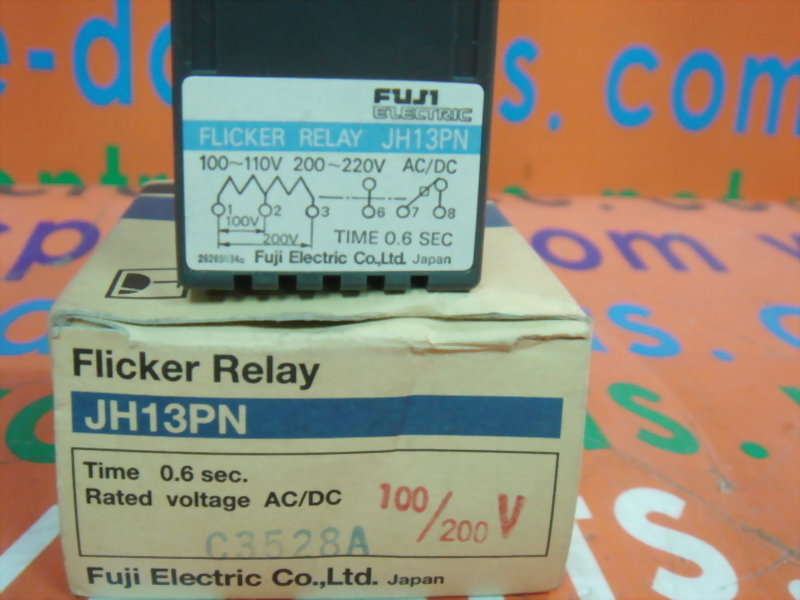 e-do s.com
FUJI
ELECTRIC
FLICKER RELAY JH13PN
100~110V 200~220V AC/DC
1 2 3 6 7 8
100V
200V
TIME 0.6 SEC
Fuji Electric Co.,Ltd. Japan
Flicker Relay
JH13PN
Time 0.6 sec.
Rated voltage AC/DC 100/200 V
C3528A
Fuji Electric Co.,Ltd. Japan